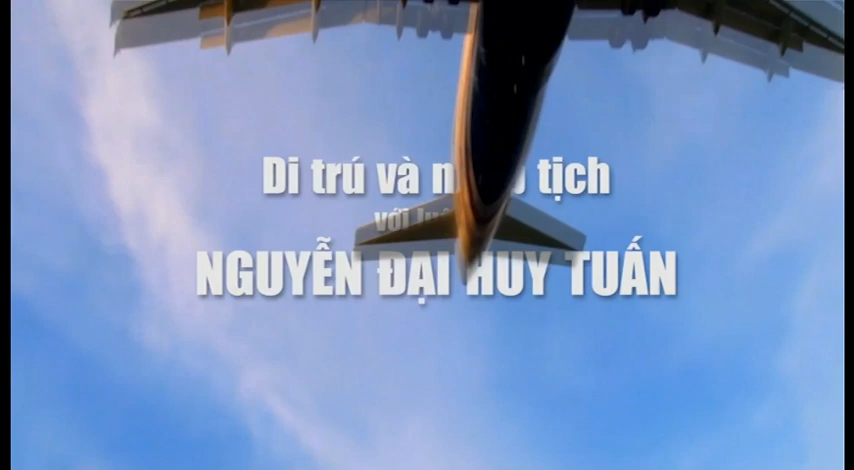 Di trú và tịch
với
NGUYỄN ĐẠI HUY TUẤN